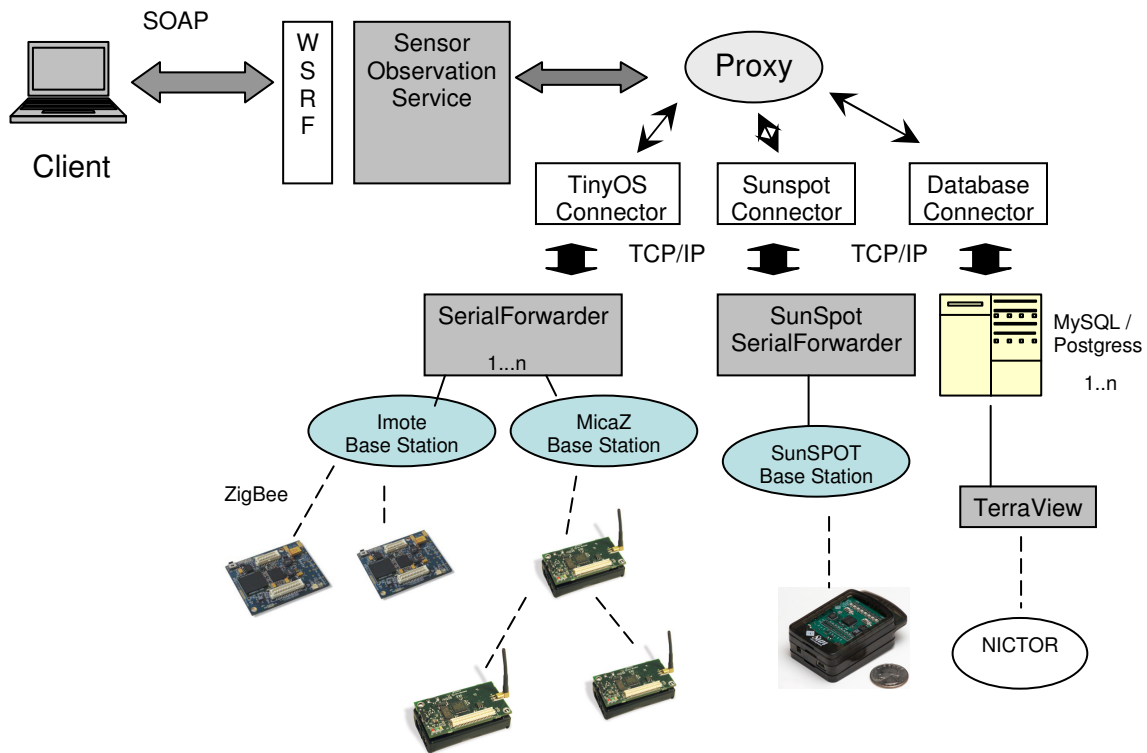 SOAP
W
S
R
F
Sensor
Observation
Service
Proxy
Client
TinyOS
Connector
Sunspot
Connector
Database
Connector
TCP/IP
TCP/IP
SerialForwarder
1...n
SunSpot
SerialForwarder
MySQL /
Postgress
1..n
Imote
Base Station
MicaZ
Base Station
SunSPOT
Base Station
ZigBee
TerraView
NICTOR
Sun